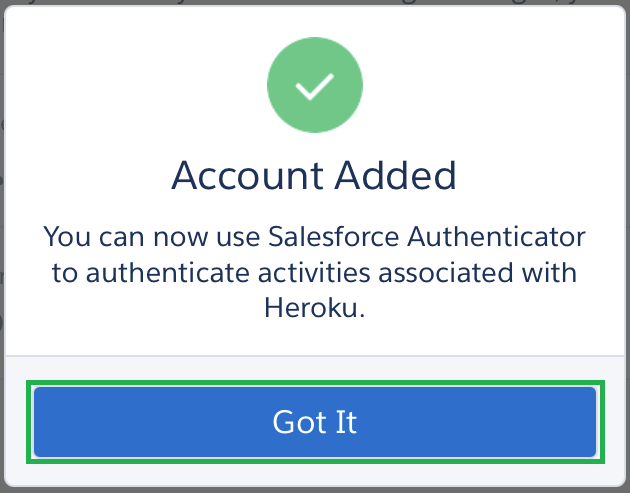 Account Added
You can now use Salesforce Authenticator
to authenticate activities associated with
Heroku.
Got It